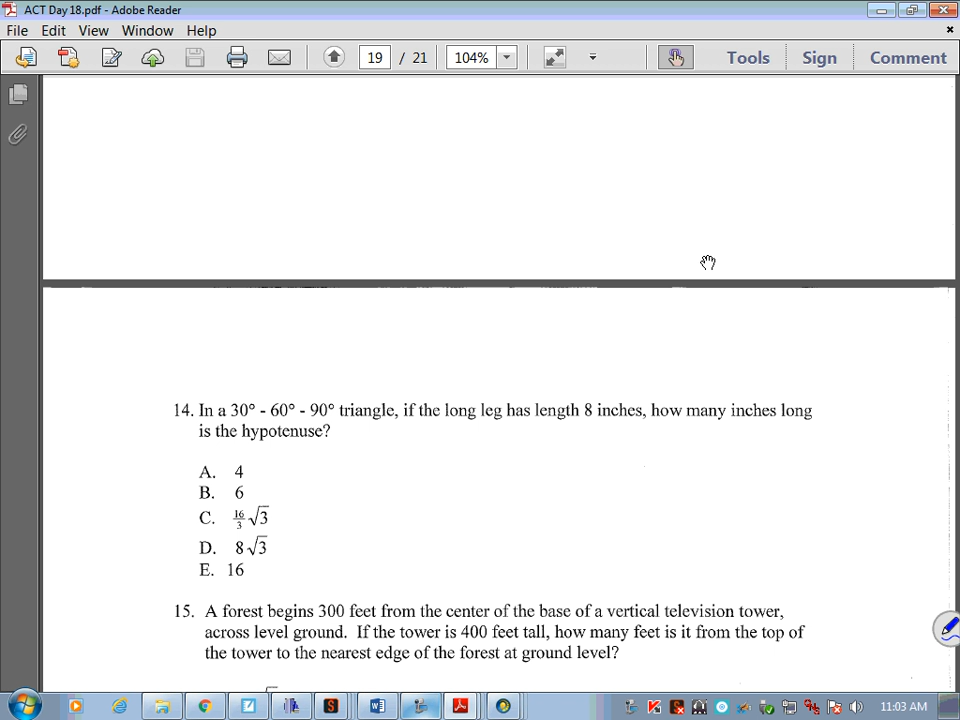 ACT Day 18.pdf - Adobe Reader
File Edit View Window Help
19 / 21 104% Tools Sign Comment
14. In a 30° - 60° - 90° triangle, if the long leg has length 8 inches, how many inches long
is the hypotenuse?
A. 4
B. 6
C. 16/3 √3
D. 8√3
E. 16
15. A forest begins 300 feet from the center of the base of a vertical television tower,
across level ground. If the tower is 400 feet tall, how many feet is it from the top of
the tower to the nearest edge of the forest at ground level?
11:03 AM